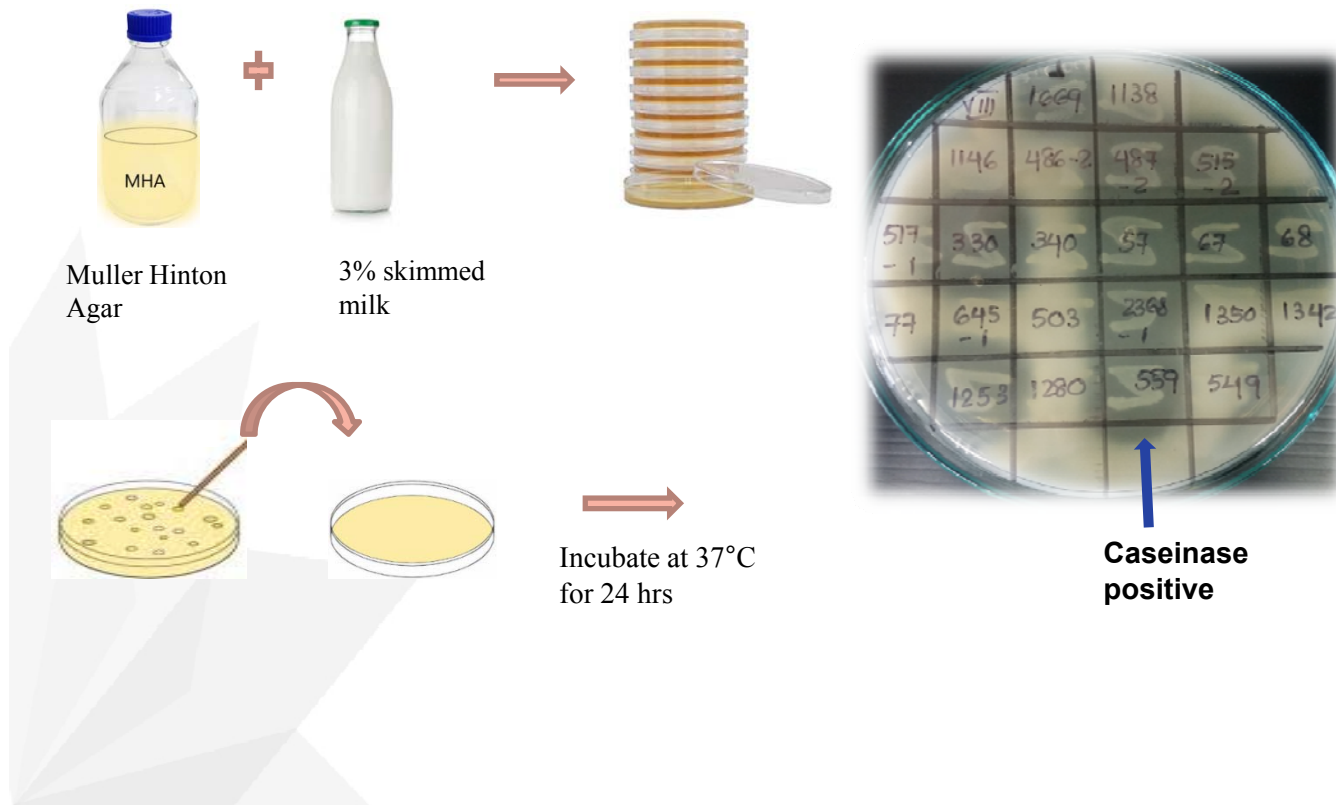 MHA
Muller Hinton
Agar
3% skimmed
milk
Incubate at 37°C
for 24 hrs
VIII 1669 1138
1146 486-2 487-2 515-2
517-1 330 340 57 67 68
77 645-1 503 2368-1 1350 1342
1253 1280 559 549
Caseinase
positive